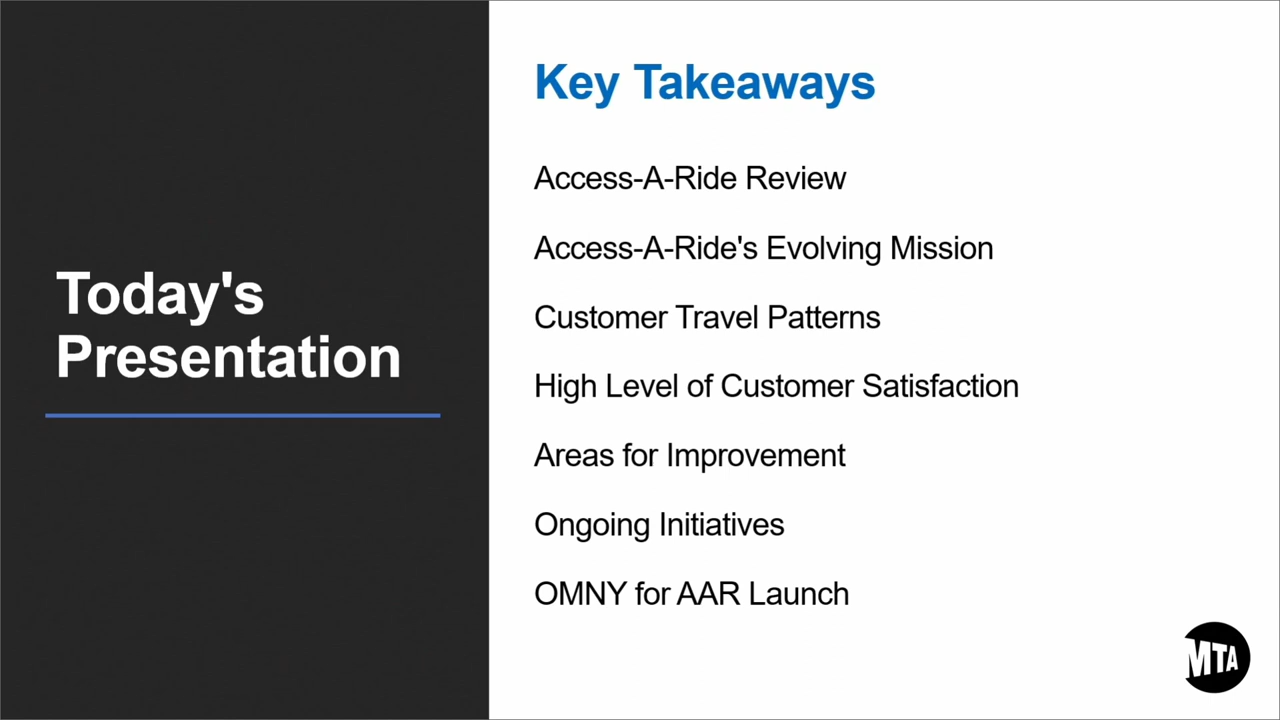 Today's
Presentation
Key Takeaways
Access-A-Ride Review
Access-A-Ride's Evolving Mission
Customer Travel Patterns
High Level of Customer Satisfaction
Areas for Improvement
Ongoing Initiatives
OMNY for AAR Launch
MTA